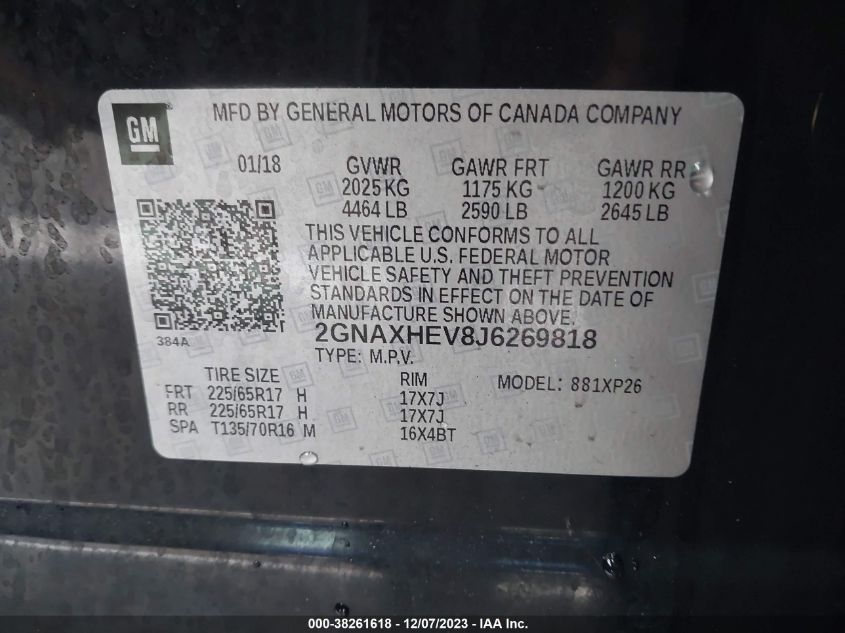 GM
MFD BY GENERAL MOTORS OF CANADA COMPANY
01/18 GVWR GAWR FRT GAWR RR
2025 KG 1175 KG 1200 KG
4464 LB 2590 LB 2645 LB
THIS VEHICLE CONFORMS TO ALL
APPLICABLE U.S. FEDERAL MOTOR
VEHICLE SAFETY AND THEFT PREVENTION
STANDARDS IN EFFECT ON THE DATE OF
MANUFACTURE SHOWN ABOVE.
384A 2GNAXHEV8J6269818
TYPE: M.P.V.
TIRE SIZE RIM MODEL: 881XP26
FRT 225/65R17 H 17X7J
RR 225/65R17 H 17X7J
SPA T135/70R16 M 16X4BT
000-38261618 - 12/07/2023 - IAA Inc.